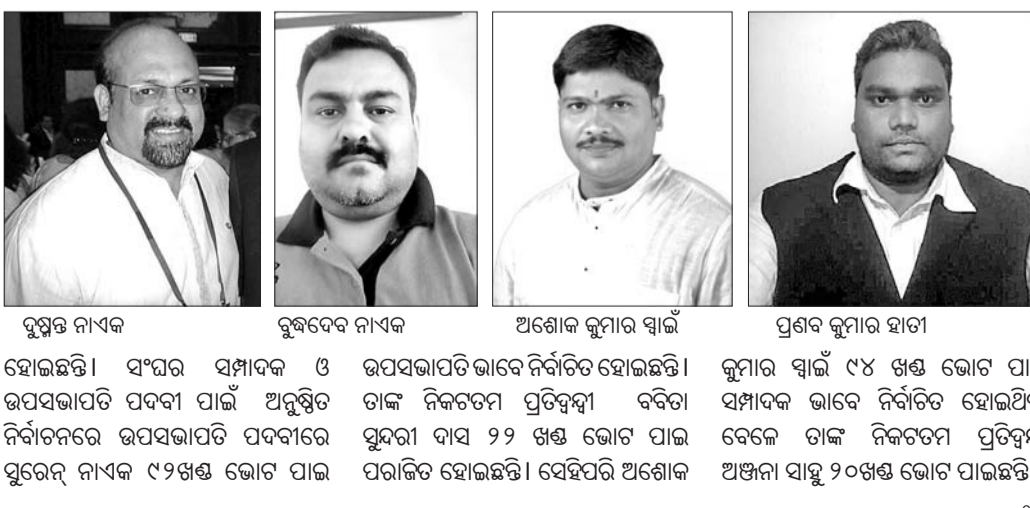 ଦୁଷ୍ମନ୍ତ ନାଏକ
ବୁଦ୍ଧଦେବ ନାଏକ
ଅଶୋକ କୁମାର ସ୍ୱାଇଁ
ପ୍ରଣବ କୁମାର ହାତୀ
ହୋଇଛନ୍ତି। ସଂଘର ସମ୍ପାଦକ ଓ
ଉପସଭାପତି ପଦବୀ ପାଇଁ ଅନୁଷ୍ଠିତ
ନିର୍ବାଚନରେ ଉପସଭାପତି ପଦବୀରେ
ସୁରେନ୍ ନାଏକ ୯୨ଖଣ୍ଡ ଭୋଟ ପାଇ
ଉପସଭାପତି ଭାବେ ନିର୍ବାଚିତ ହୋଇଛନ୍ତି।
ତାଙ୍କ ନିକଟତମ ପ୍ରତିଦ୍ୱନ୍ଦ୍ୱୀ ବବିତା
ସୁନ୍ଦରୀ ଦାସ ୨୨ ଖଣ୍ଡ ଭୋଟ ପାଇ
ପରାଜିତ ହୋଇଛନ୍ତି। ସେହିପରି ଅଶୋକ
କୁମାର ସ୍ୱାଇଁ ୯୪ ଖଣ୍ଡ ଭୋଟ
ସମ୍ପାଦକ ଭାବେ ନିର୍ବାଚିତ
ବେଳେ ତାଙ୍କ ନିକଟତମ
ଅଞ୍ଜନା ସାହୁ ୨୦ଖଣ୍ଡ ଭୋଟ ପାଇଛନ୍ତି